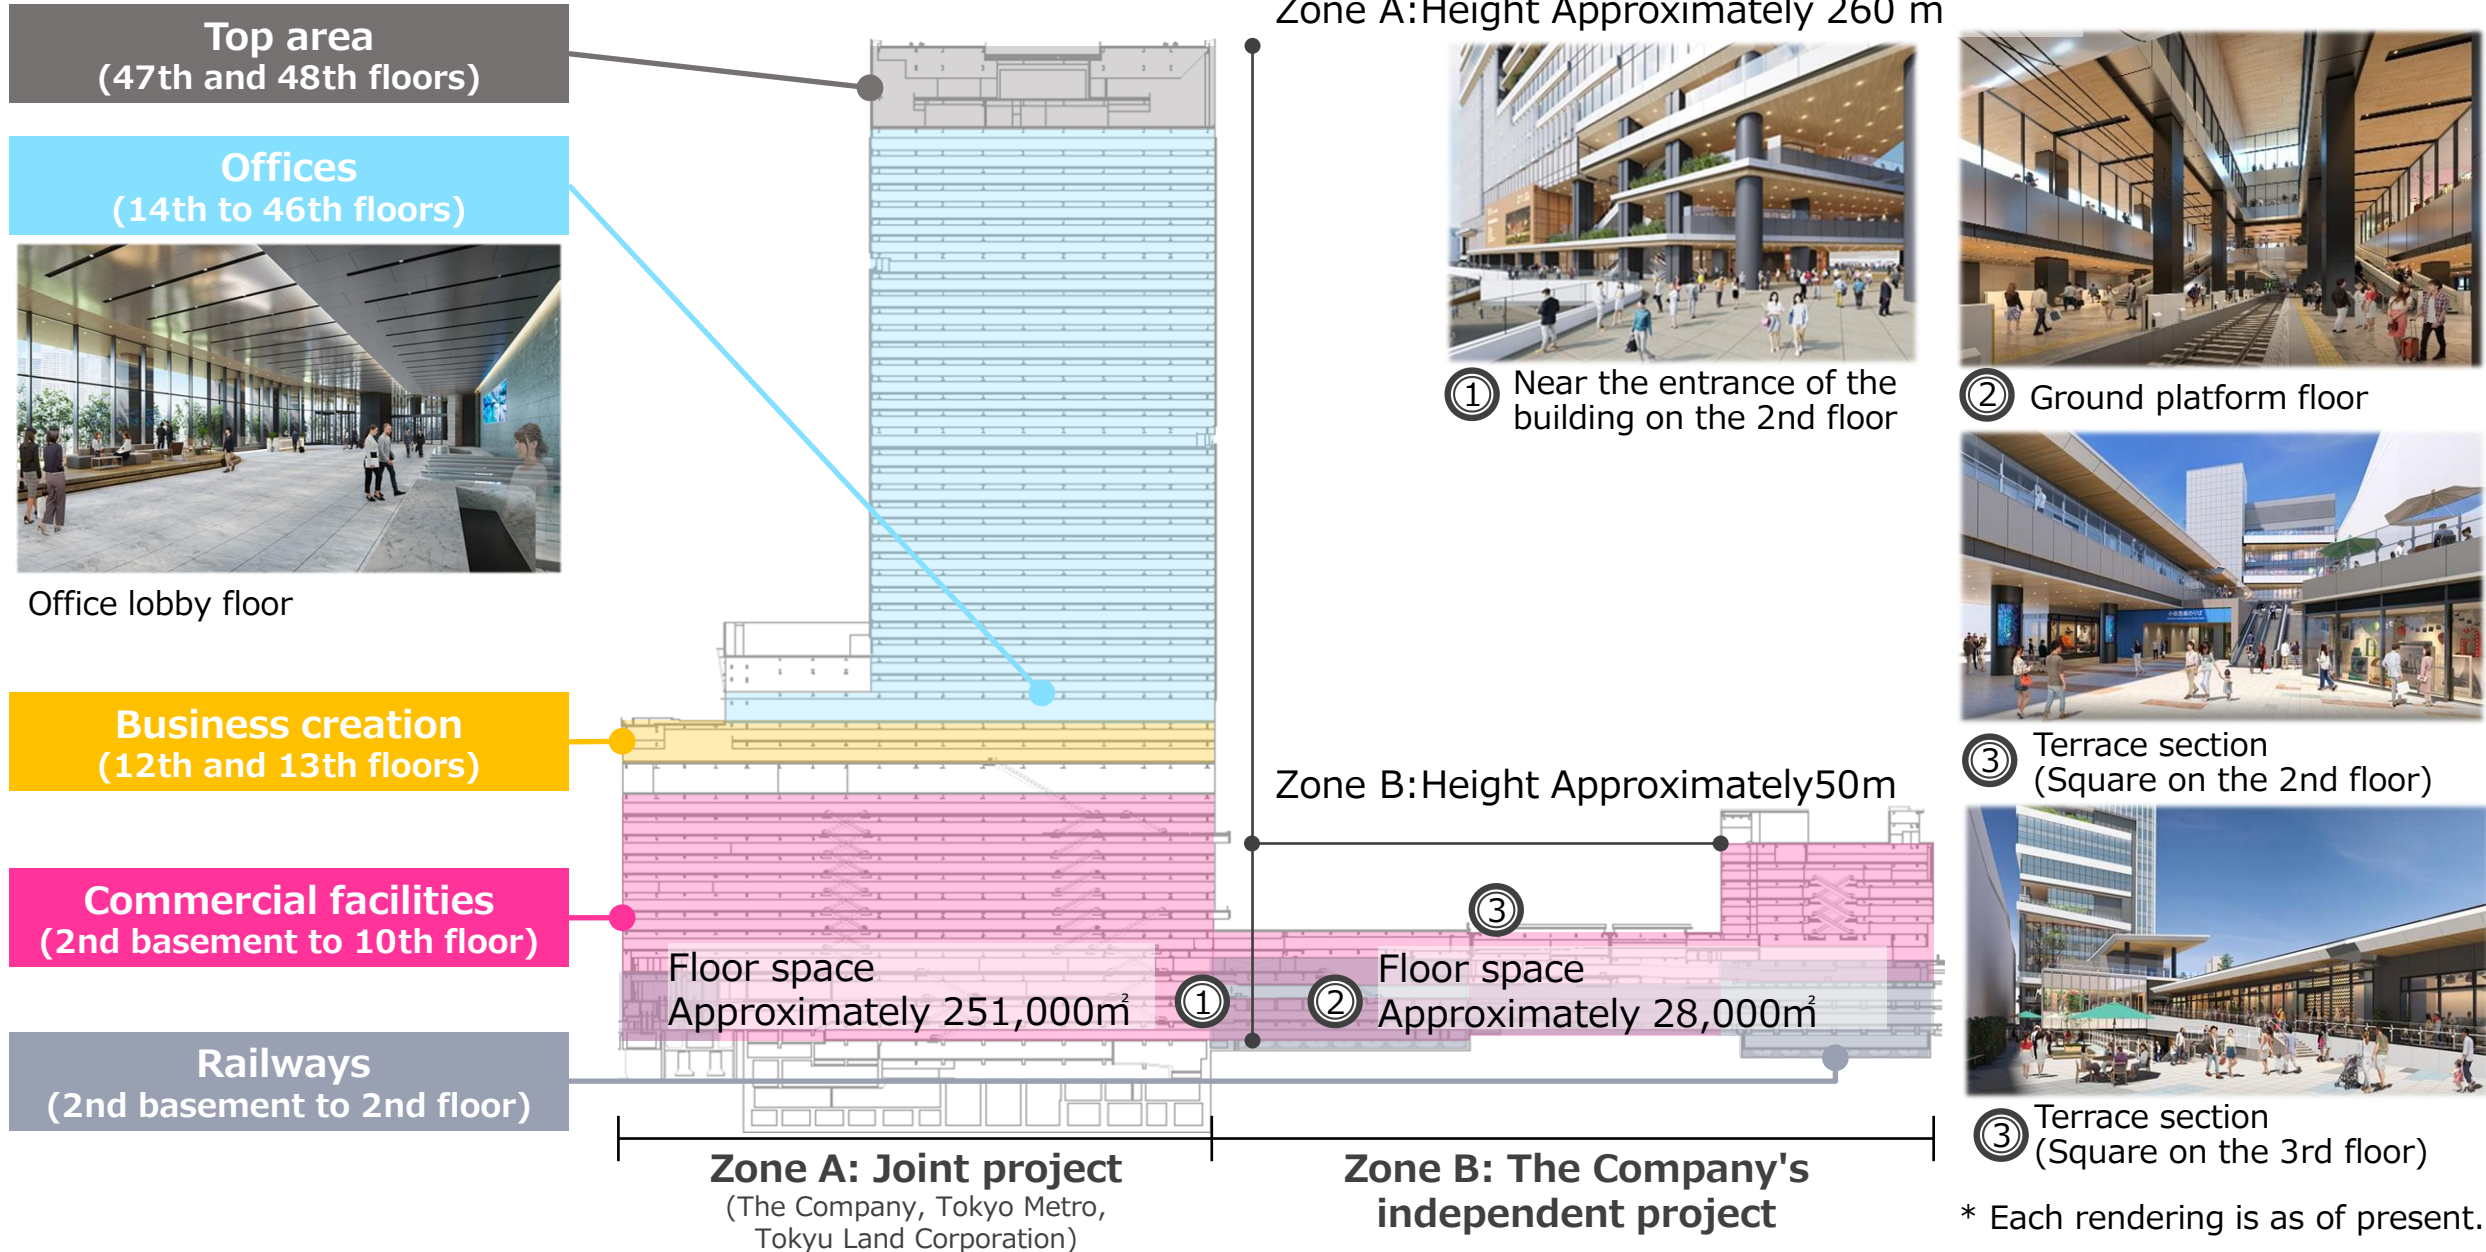 Top area
(47th and 48th floors)
Offices
(14th to 46th floors)
Office lobby floor
Business creation
(12th and 13th floors)
Commercial facilities
(2nd basement to 10th floor)
Railways
(2nd basement to 2nd floor)
Zone A:Height Approximately 260 m
Zone B:Height Approximately50m
Floor space
Approximately 251,000㎡
Floor space
Approximately 28,000㎡
①
②
③
Zone A: Joint project
(The Company, Tokyo Metro,
Tokyu Land Corporation)
Zone B: The Company's
independent project
① Near the entrance of the
building on the 2nd floor
② Ground platform floor
③ Terrace section
(Square on the 2nd floor)
③ Terrace section
(Square on the 3rd floor)
* Each rendering is as of present.